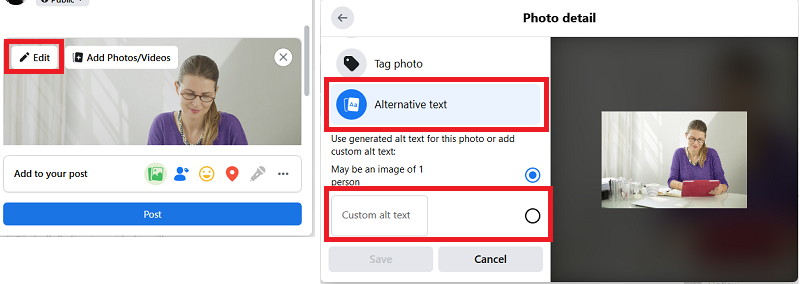 Public
Edit
Add Photos/Videos
Add to your post
Post
Photo detail
Tag photo
Aa
Alternative text
Use generated alt text for this photo or add
custom alt text:
May be an image of 1
person
Custom alt text
Save
Cancel